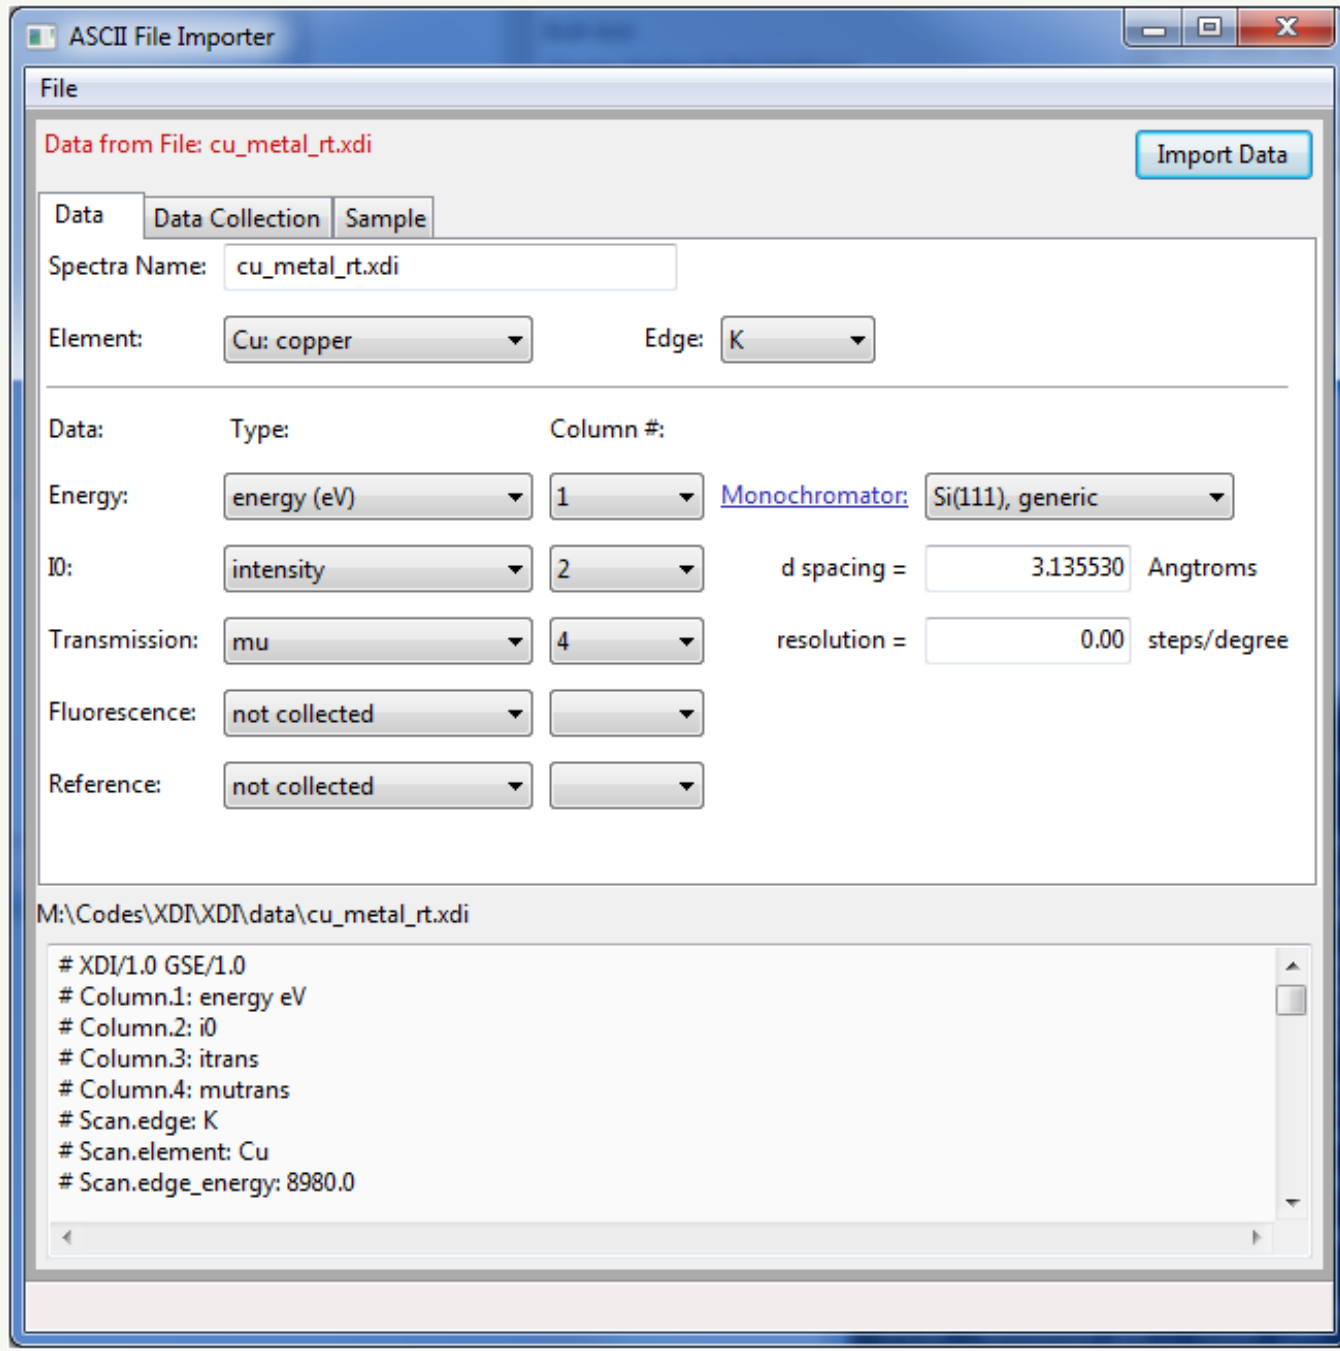 ASCII File Importer
File
Data from File: cu_metal_rt.xdi
Import Data
Data Data Collection Sample
Spectra Name: cu_metal_rt.xdi
Element: Cu: copper Edge: K
Data: Type: Column #:
Energy: energy (eV) 1 Monochromator: Si(111), generic
I0: intensity 2 d spacing = 3.135530 Angtroms
Transmission: mu 4 resolution = 0.00 steps/degree
Fluorescence: not collected
Reference: not collected
M:\Codes\XDI\XDI\data\cu_metal_rt.xdi
# XDI/1.0 GSE/1.0
# Column.1: energy eV
# Column.2: i0
# Column.3: itrans
# Column.4: mutrans
# Scan.edge: K
# Scan.element: Cu
# Scan.edge_energy: 8980.0